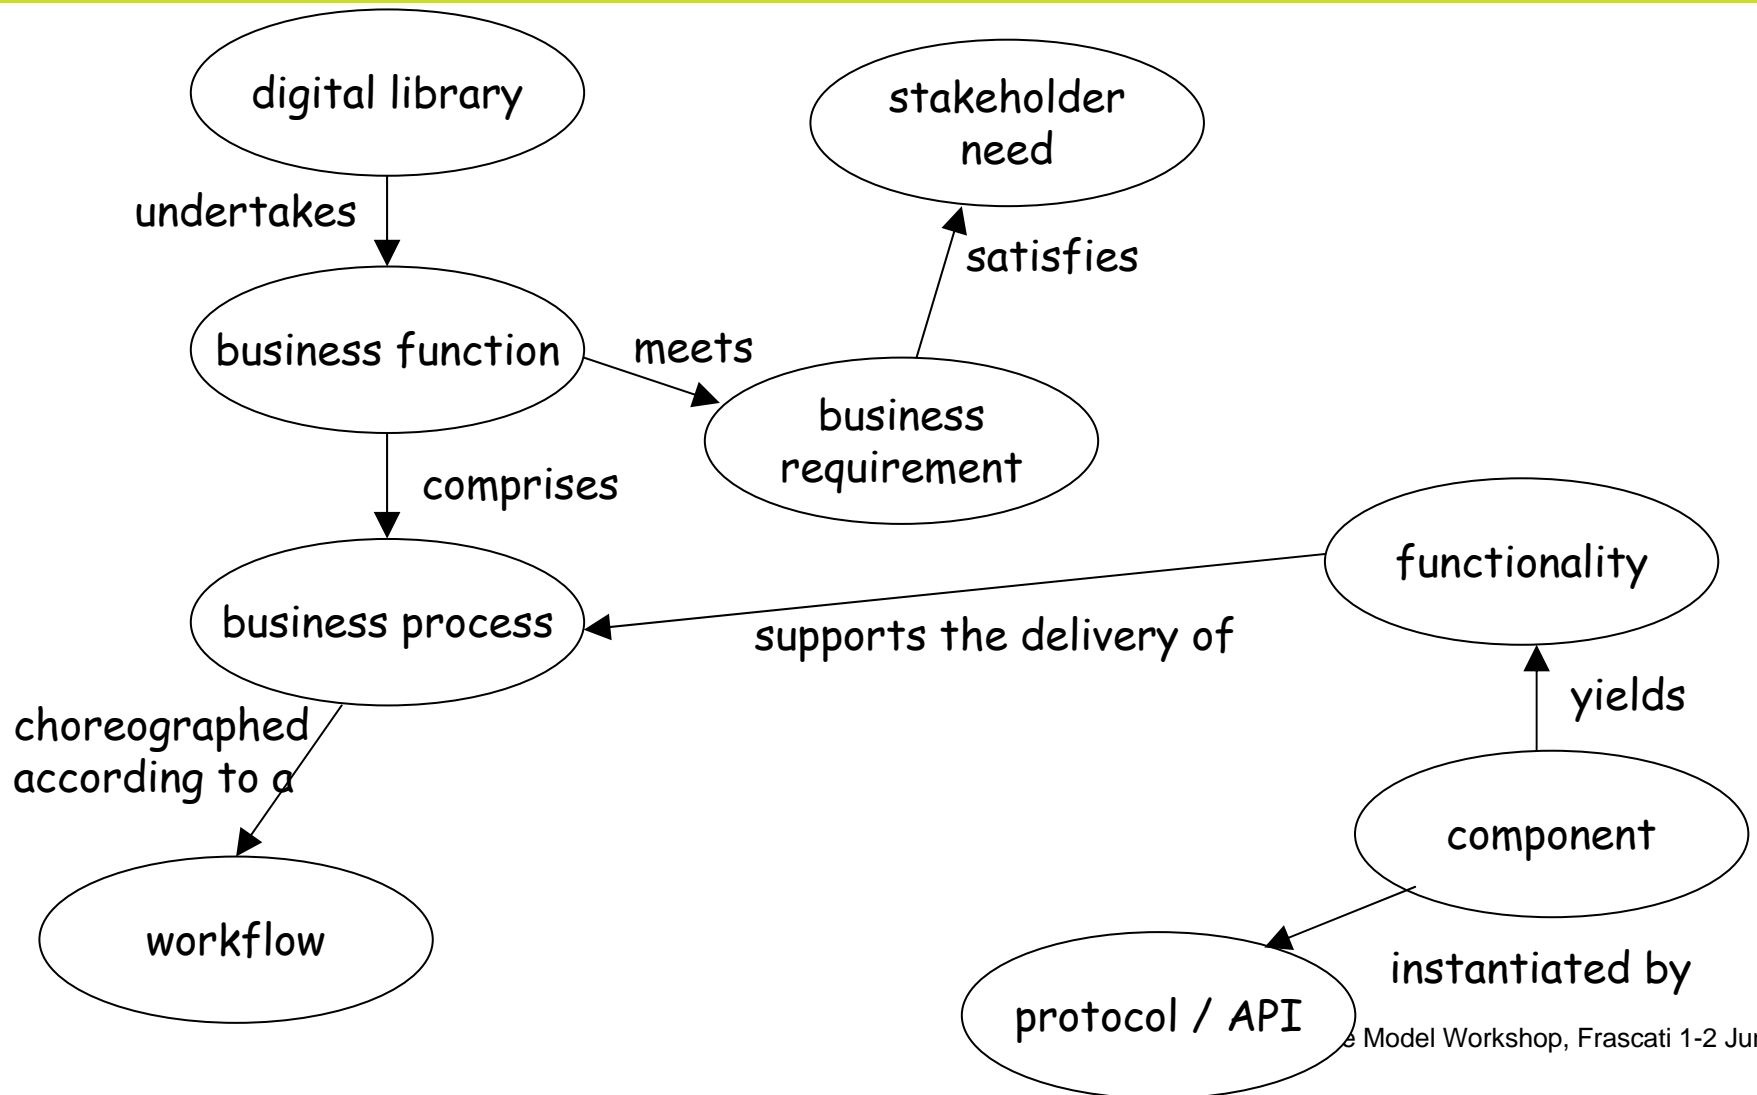 digital library
stakeholder
need
undertakes
satisfies
business function
meets
business
requirement
comprises
functionality
business process
supports the delivery of
yields
choreographed
according to a
component
workflow
instantiated by
protocol / API
Model Workshop, Frascati 1-2